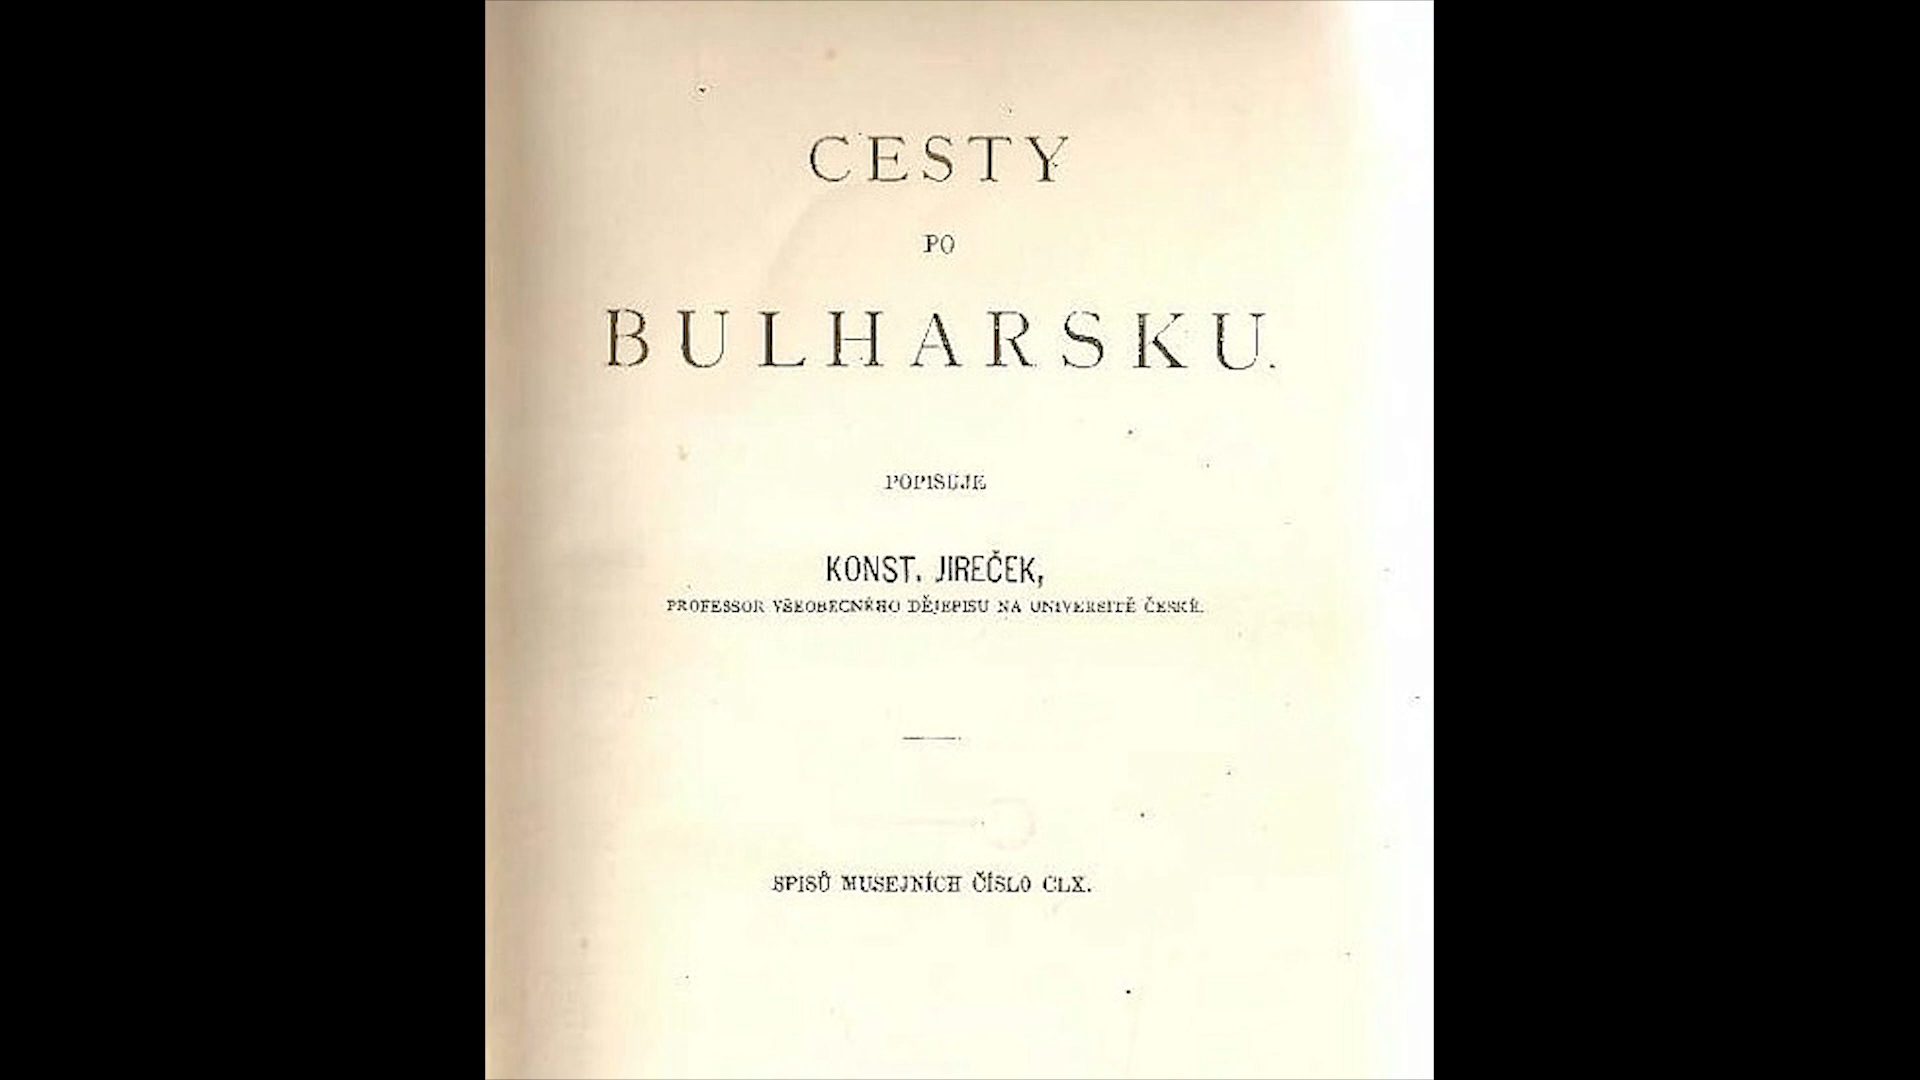 CESTY
PO
BULHARSKU.
POPISUJE
KONST. JIREČEK,
PROFESSOR VŠEOBECNÉHO DĚJEPISU NA UNIVERSITĚ ČESKÉ.
SPISŮ MUSEJNÍCH ČÍSLO CLX.